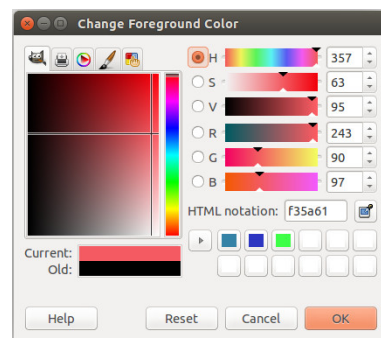 Change Foreground Color
H 357
S 63
V 95
R 243
G 90
B 97
HTML notation: f35a61
Current:
Old:
Help Reset Cancel OK